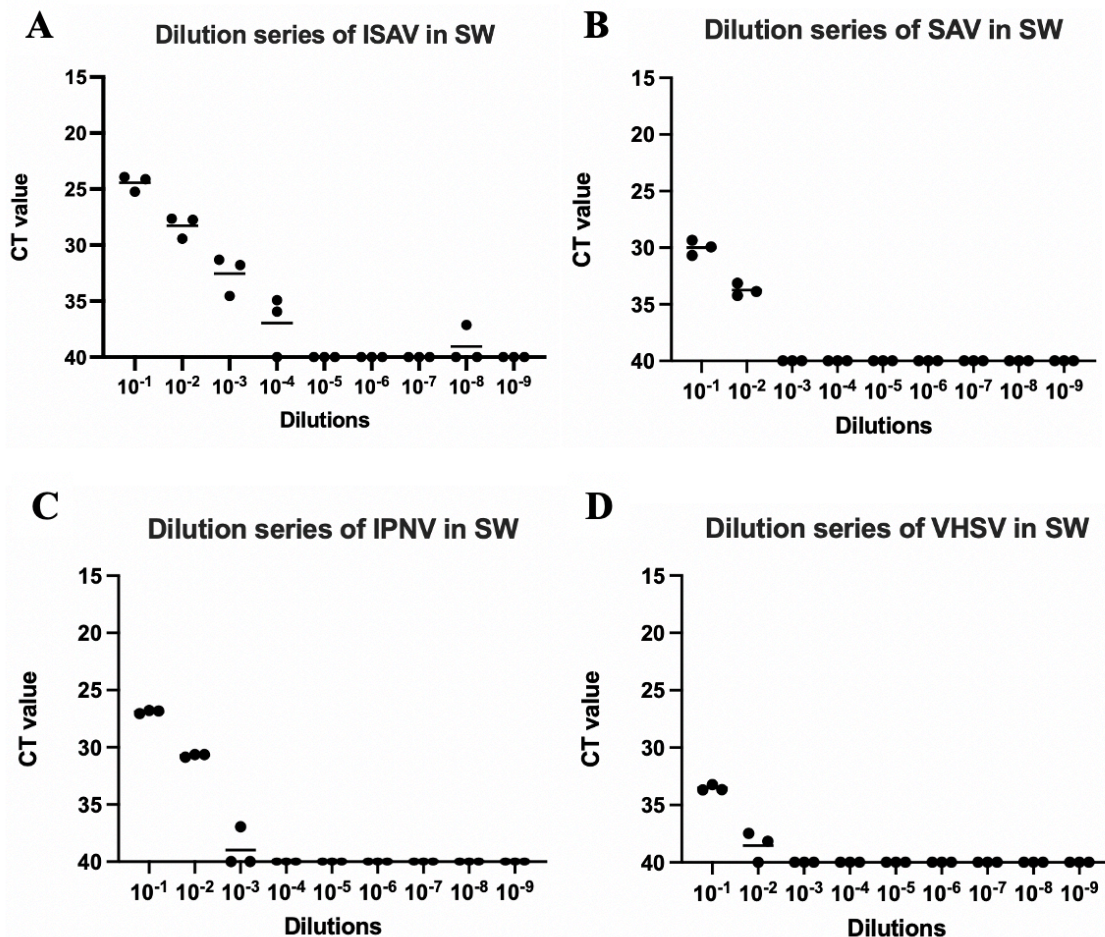 A
Dilution series of ISAV in SW
CT value
15
20
25
30
35
40
10-1 10-2 10-3 10-4 10-5 10-6 10-7 10-8 10-9
Dilutions
B
Dilution series of SAV in SW
CT value
15
20
25
30
35
40
10-1 10-2 10-3 10-4 10-5 10-6 10-7 10-8 10-9
Dilutions
C
Dilution series of IPNV in SW
CT value
15
20
25
30
35
40
10-1 10-2 10-3 10-4 10-5 10-6 10-7 10-8 10-9
Dilutions
D
Dilution series of VHSV in SW
CT value
15
20
25
30
35
40
10-1 10-2 10-3 10-4 10-5 10-6 10-7 10-8 10-9
Dilutions